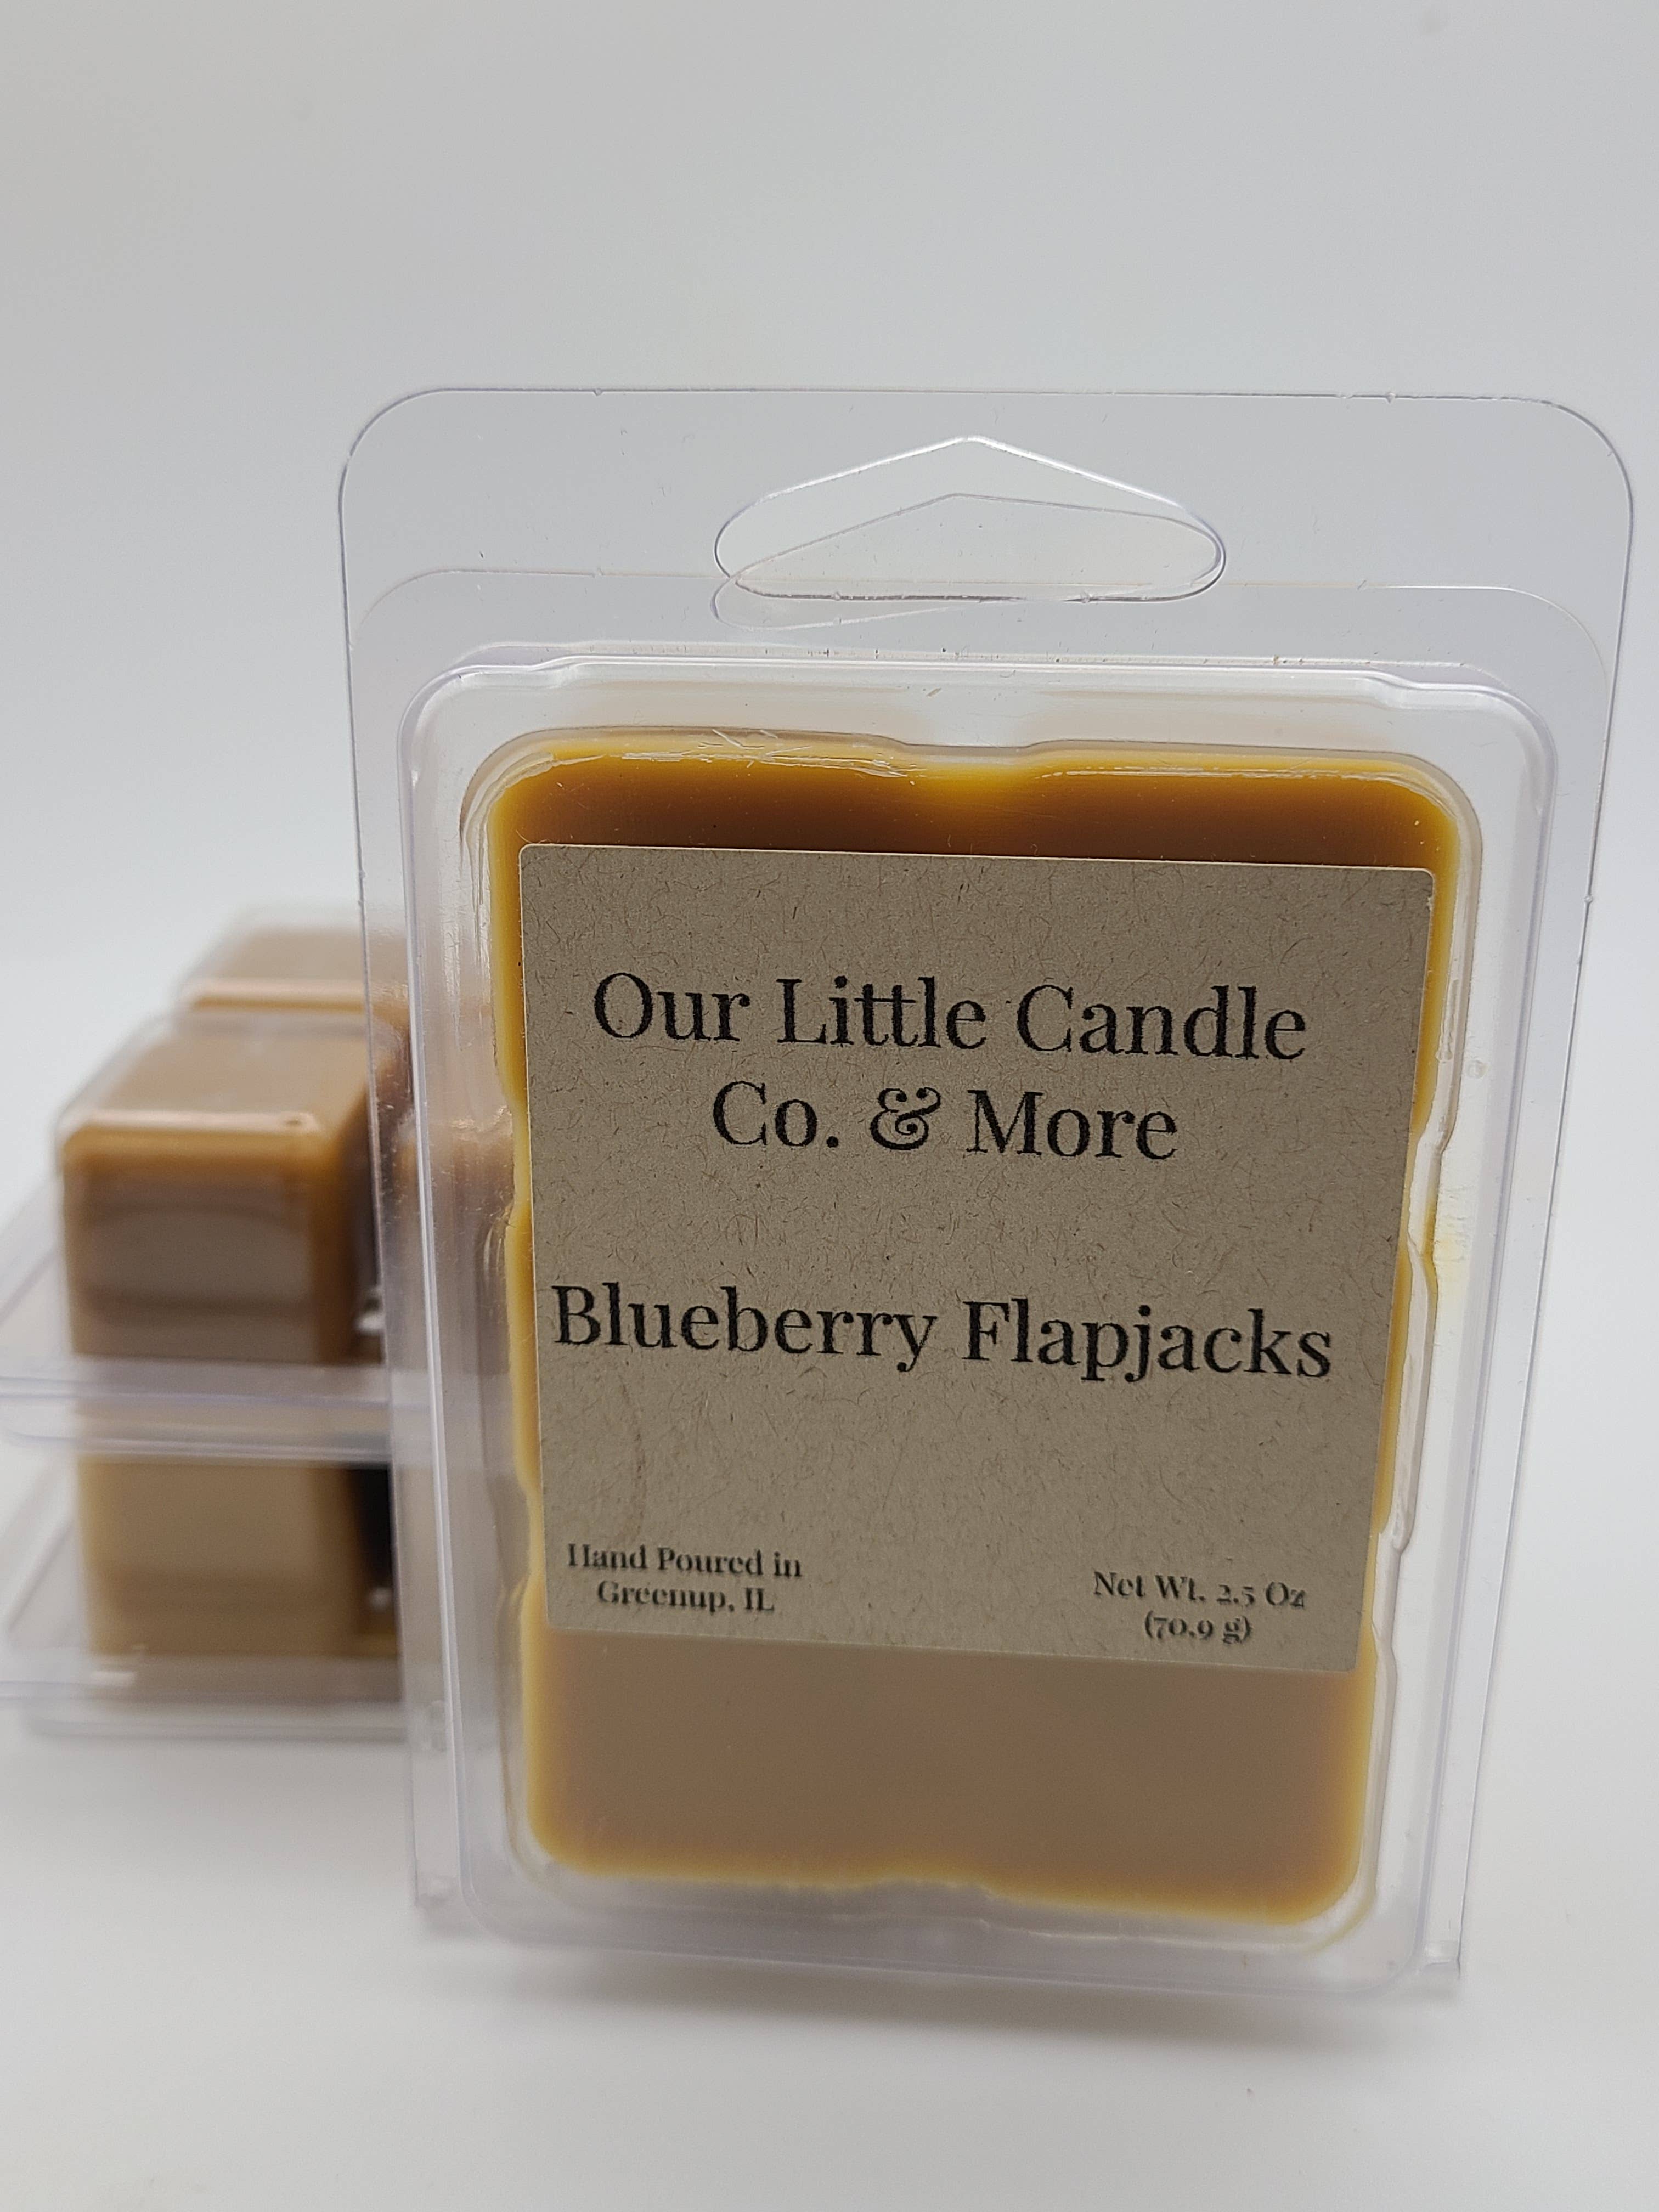 Our Little Candle
Co. & More
Blueberry Flapjacks
Hand Poured in
Greenup, IL
Net Wt. 2.5 Oz
(70.9 g)